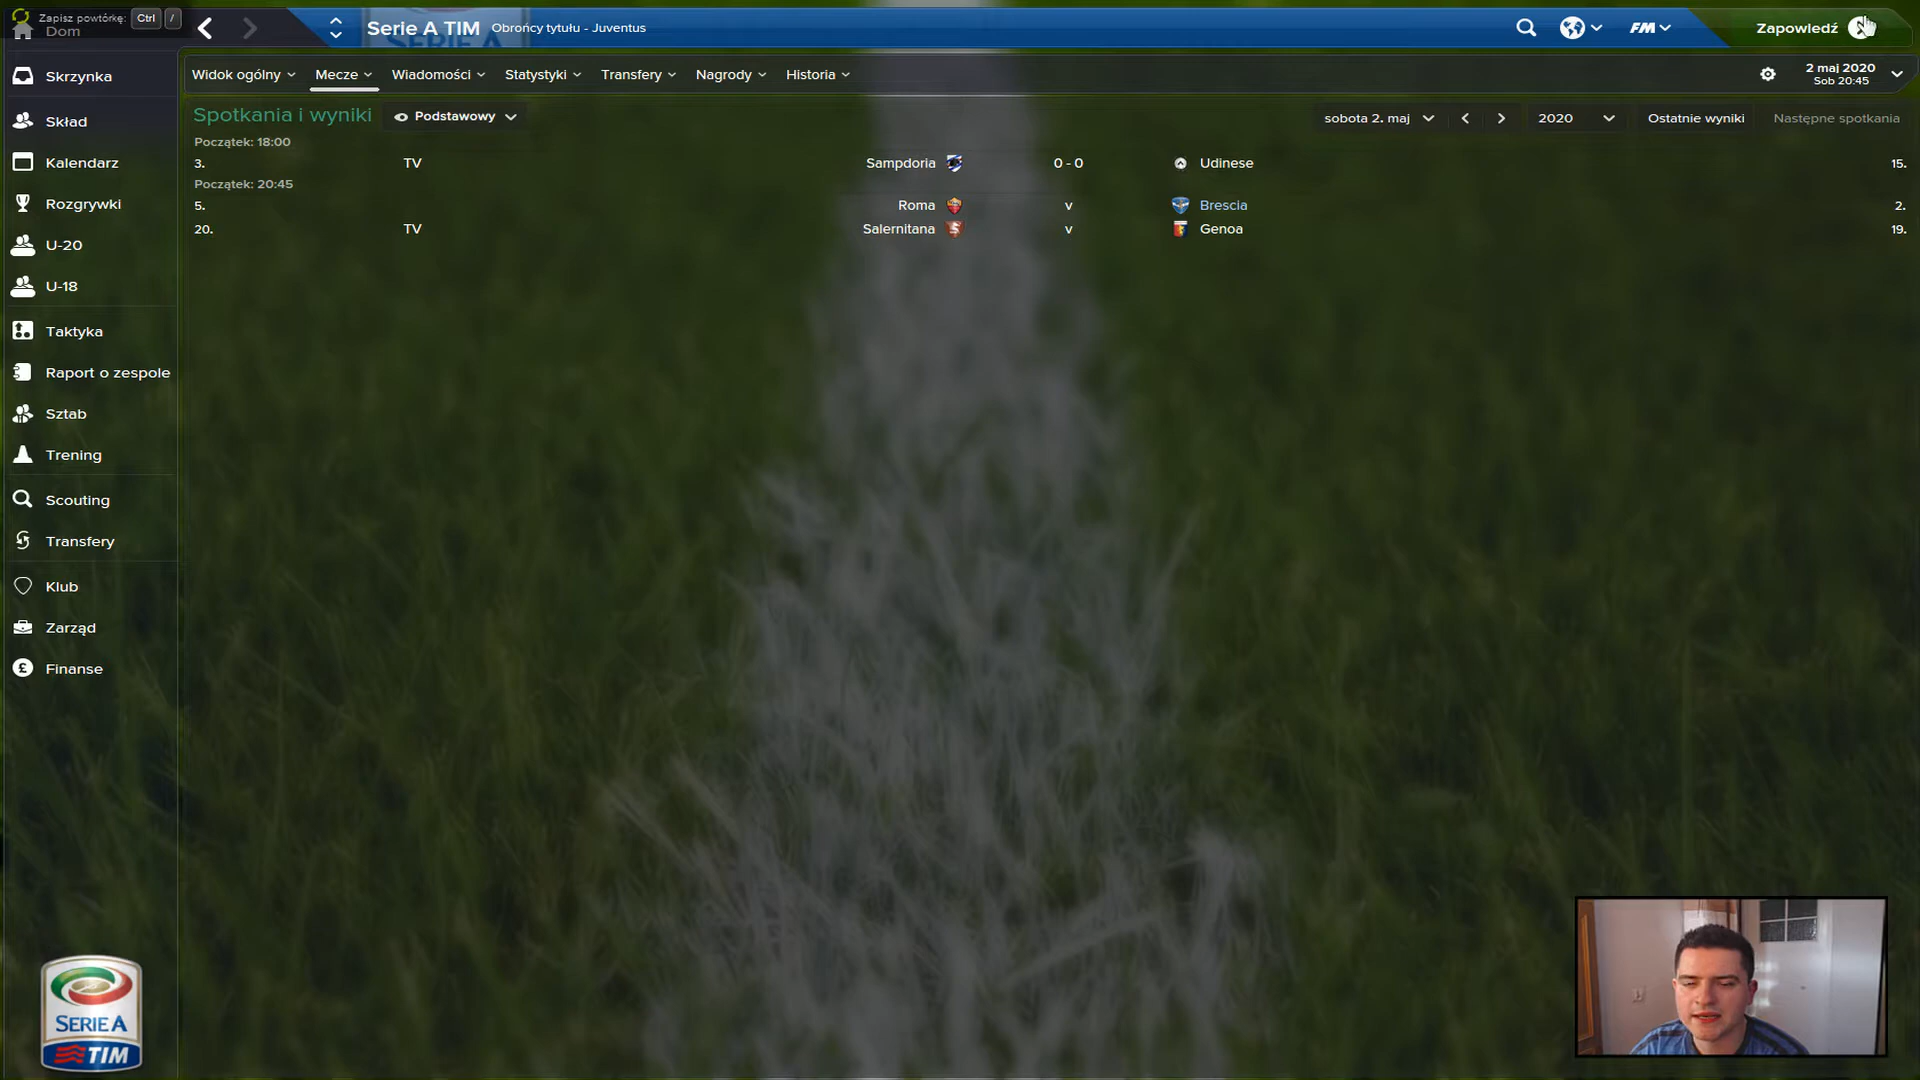 Zapisz powtórkę: Ctrl /
Dom
Serie A TIM Obrońcy tytułu - Juventus
FM
Zapowiedź
Skrzynka
Skład
Kalendarz
Rozgrywki
U-20
U-18
Taktyka
Raport o zespole
Sztab
Trening
Scouting
Transfery
Klub
Zarząd
Finanse
Widok ogólny Mecze Wiadomości Statystyki Transfery Nagrody Historia
2 maj 2020
Sob 20:45
Spotkania i wyniki Podstawowy
sobota 2. maj 2020 Ostatnie wyniki Następne spotkania
Początek: 18:00
3. TV Sampdoria 0 - 0 Udinese 15.
Początek: 20:45
5. Roma v Brescia 2.
20. TV Salernitana v Genoa 19.
SERIE A
TIM